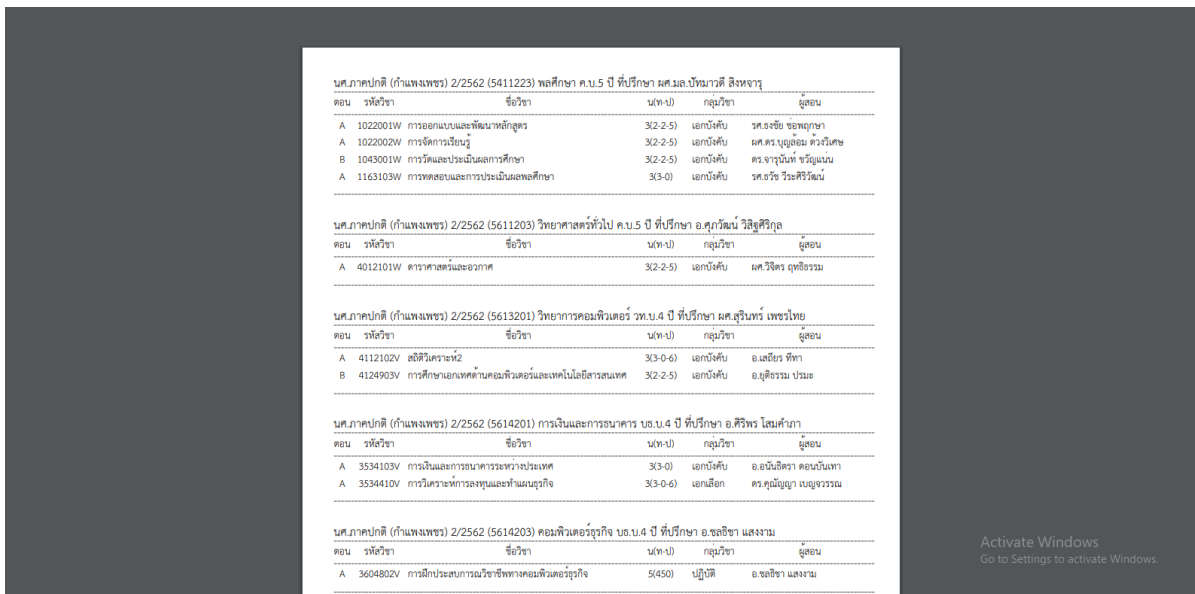 นศ.ภาคปกติ (กำแพงเพชร) 2/2562 (5411223) พลศึกษา ค.บ.5 ปี ที่ปรึกษา ผศ.มล.ปัทมาวดี สิงหจารุ
ตอน รหัสวิชา ชื่อวิชา น(ท-ป) กลุ่มวิชา ผู้สอน
A 1022001W การออกแบบและพัฒนาหลักสูตร 3(2-2-5) เอกบังคับ รศ.ธงชัย ช่อพฤกษา
A 1022002W การจัดการเรียนรู้ 3(2-2-5) เอกบังคับ ผศ.ดร.บุญล้อม ด้วงวิเศษ
B 1043001W การวัดและประเมินผลการศึกษา 3(2-2-5) เอกบังคับ ดร.จารุนันท์ ขวัญแน่น
A 1163103W การทดสอบและการประเมินผลพลศึกษา 3(3-0) เอกบังคับ รศ.ธวัช วีระศิริวัฒน์
นศ.ภาคปกติ (กำแพงเพชร) 2/2562 (5611203) วิทยาศาสตร์ทั่วไป ค.บ.5 ปี ที่ปรึกษา อ.ศุภวัฒน์ วิสิฐศิริกุล
ตอน รหัสวิชา ชื่อวิชา น(ท-ป) กลุ่มวิชา ผู้สอน
A 4012101W ดาราศาสตร์และอวกาศ 3(2-2-5) เอกบังคับ ผศ.วิจิตร ฤทธิธรรม
นศ.ภาคปกติ (กำแพงเพชร) 2/2562 (5613201) วิทยาการคอมพิวเตอร์ วท.บ.4 ปี ที่ปรึกษา ผศ.สุรินทร์ เพชรไทย
ตอน รหัสวิชา ชื่อวิชา น(ท-ป) กลุ่มวิชา ผู้สอน
A 4112102V สถิติวิเคราะห์2 3(3-0-6) เอกบังคับ อ.เสถียร ทีทา
B 4124903V การศึกษาเอกเทศด้านคอมพิวเตอร์และเทคโนโลยีสารสนเทศ 3(2-2-5) เอกบังคับ อ.ยุติธรรม ปรมะ
นศ.ภาคปกติ (กำแพงเพชร) 2/2562 (5614201) การเงินและการธนาคาร บธ.บ.4 ปี ที่ปรึกษา อ.ศิริพร โสมคำภา
ตอน รหัสวิชา ชื่อวิชา น(ท-ป) กลุ่มวิชา ผู้สอน
A 3534103V การเงินและการธนาคารระหว่างประเทศ 3(3-0) เอกบังคับ อ.อนันธิตรา ดอนบันเทา
A 3534410V การวิเคราะห์การลงทุนและทำแผนธุรกิจ 3(3-0-6) เอกเลือก ดร.คุณัญญา เบญจวรรณ
นศ.ภาคปกติ (กำแพงเพชร) 2/2562 (5614203) คอมพิวเตอร์ธุรกิจ บธ.บ.4 ปี ที่ปรึกษา อ.ชลธิชา แสงงาม
ตอน รหัสวิชา ชื่อวิชา น(ท-ป) กลุ่มวิชา ผู้สอน
A 3604802V การฝึกประสบการณ์วิชาชีพทางคอมพิวเตอร์ธุรกิจ 5(450) ปฏิบัติ อ.ชลธิชา แสงงาม
Activate Windows
Go to Settings to activate Windows.